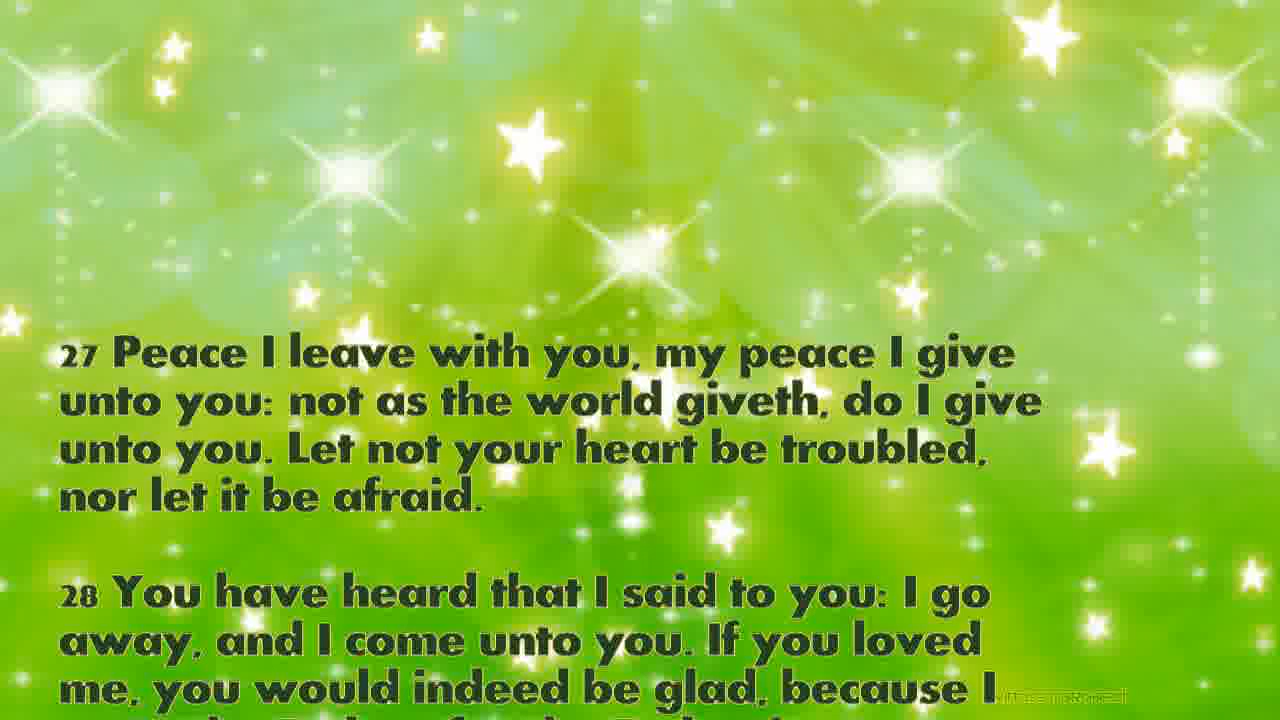 27 Peace I leave with you, my peace I give
unto you: not as the world giveth, do I give
unto you. Let not your heart be troubled,
nor let it be afraid.
28 You have heard that I said to you: I go
away, and I come unto you. If you loved
me, you would indeed be glad, because I